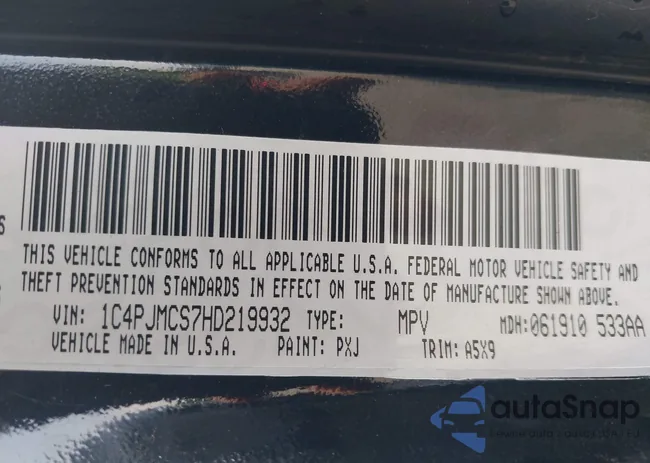 S
THIS VEHICLE CONFORMS TO ALL APPLICABLE U.S.A. FEDERAL MOTOR VEHICLE SAFETY AND
THEFT PREVENTION STANDARDS IN EFFECT ON THE DATE OF MANUFACTURE SHOWN ABOVE.
VIN: 1C4PJMCS7HD219932 TYPE: MPV MDH:061910 533AA
VEHICLE MADE IN U.S.A. PAINT: PXJ TRIM: A5X9
autaSnap